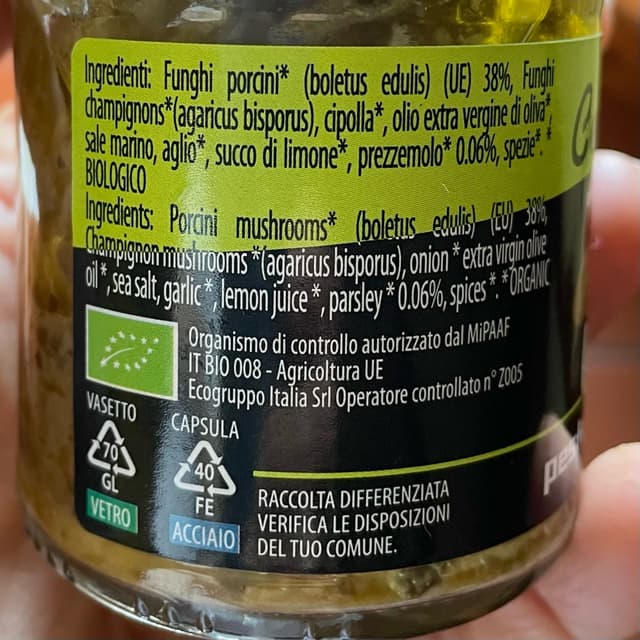 Ingredienti: Funghi porcini* (boletus edulis) (UE) 38%, Funghi
champignons*(agaricus bisporus), cipolla*, olio extra vergine di oliva*,
sale marino, aglio*, succo di limone*, prezzemolo* 0.06%, spezie*. *
BIOLOGICO
Ingredients: Porcini mushrooms* (boletus edulis) (EU) 38%,
Champignon mushrooms *(agaricus bisporus), onion * extra virgin olive
oil *, sea salt, garlic *, lemon juice *, parsley * 0.06%, spices *. *ORGANIC
Organismo di controllo autorizzato dal MiPAAF
IT BIO 008 - Agricoltura UE
Ecogruppo Italia Srl Operatore controllato n° Z005
VASETTO
70
GL
VETRO
CAPSULA
40
FE
ACCIAIO
RACCOLTA DIFFERENZIATA
VERIFICA LE DISPOSIZIONI
DEL TUO COMUNE.